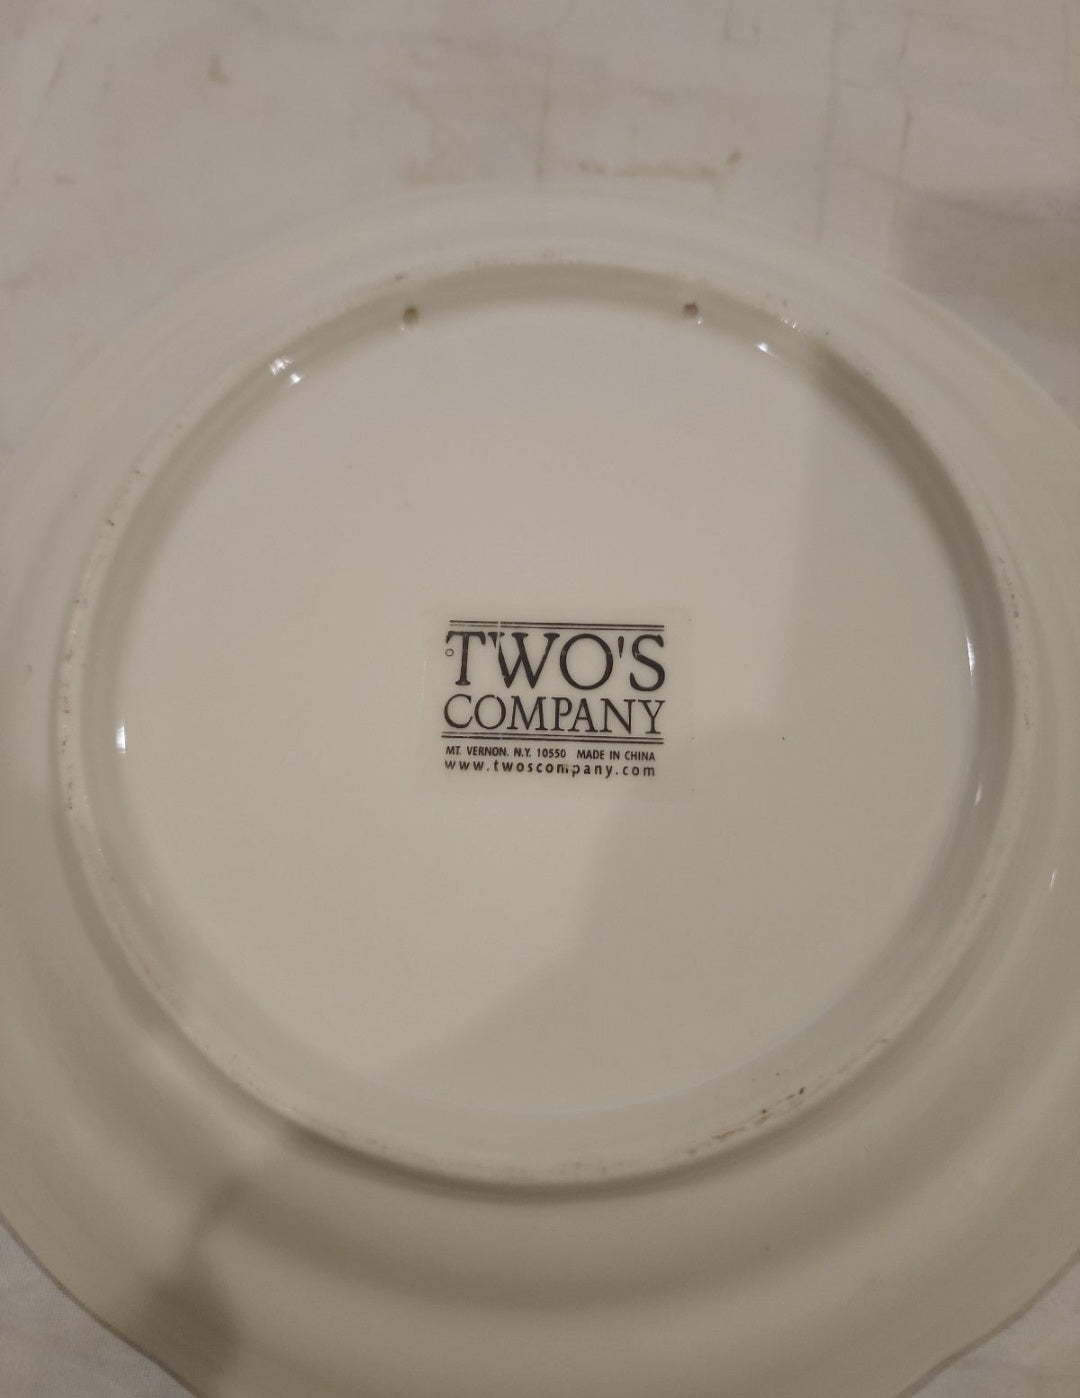 TWO'S
COMPANY
MT. VERNON. N.Y. 10550 MADE IN CHINA
www.twoscompany.com